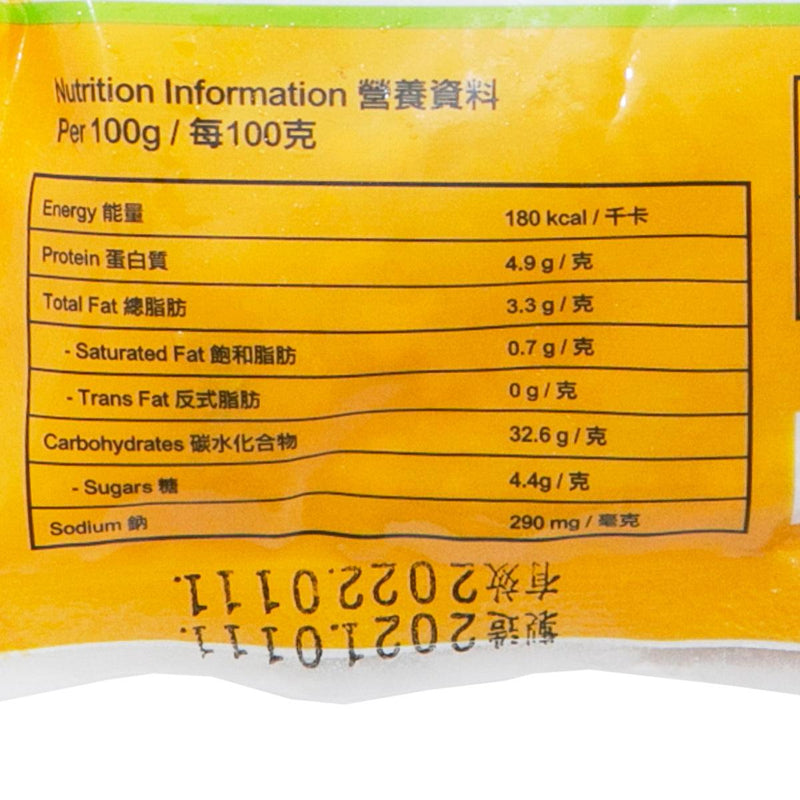 Nutrition Information 營養資料
Per 100g / 每100克
Energy 能量 180 kcal / 千卡
Protein 蛋白質 4.9 g / 克
Total Fat 總脂肪 3.3 g / 克
- Saturated Fat 飽和脂肪 0.7 g / 克
- Trans Fat 反式脂肪 0 g / 克
Carbohydrates 碳水化合物 32.6 g / 克
- Sugars 糖 4.4g / 克
Sodium 鈉 290 mg / 毫克
製造2021.0111.
有效2022.0111.